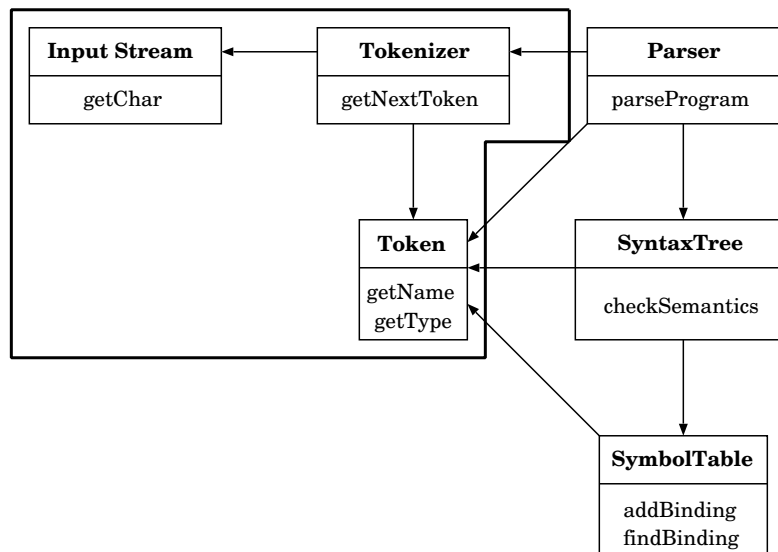 Input Stream
getChar
Tokenizer
getNextToken
Parser
parseProgram
Token
getName
getType
SyntaxTree
checkSemantics
SymbolTable
addBinding
findBinding